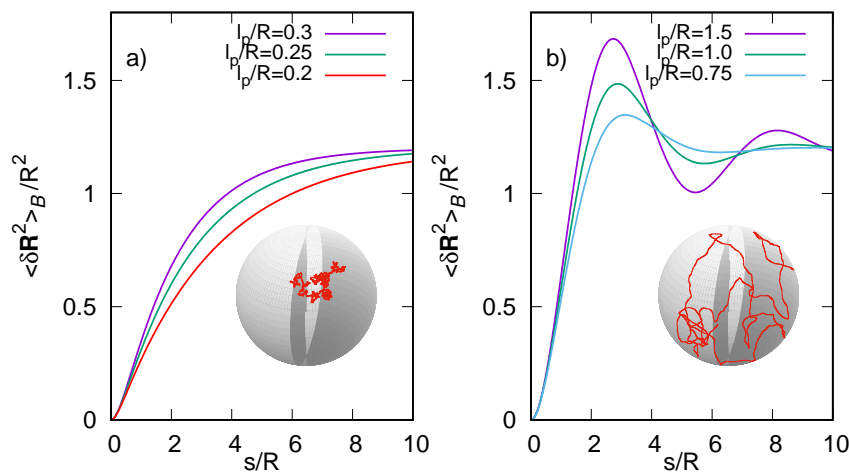 a)
l_p/R=0.3
l_p/R=0.25
l_p/R=0.2
<δR²>_B/R²
1.5
1
0.5
0
0 2 4 6 8 10
s/R
b)
l_p/R=1.5
l_p/R=1.0
l_p/R=0.75
<δR²>_B/R²
1.5
1
0.5
0
0 2 4 6 8 10
s/R